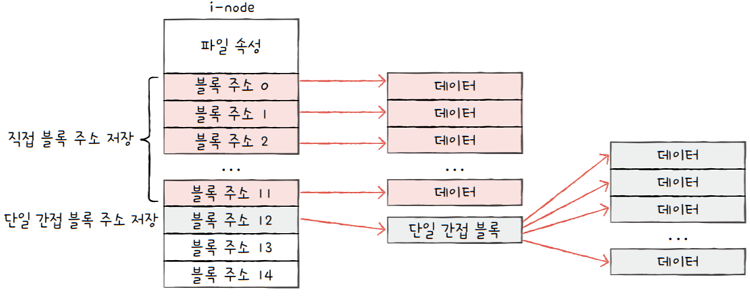 i-node
파일 속성
블록 주소 0
데이터
블록 주소 1
데이터
직접 블록 주소 저장
블록 주소 2
데이터
데이터
...
...
데이터
블록 주소 11
데이터
데이터
단일 간접 블록 주소 저장
블록 주소 12
단일 간접 블록
...
블록 주소 13
데이터
블록 주소 14